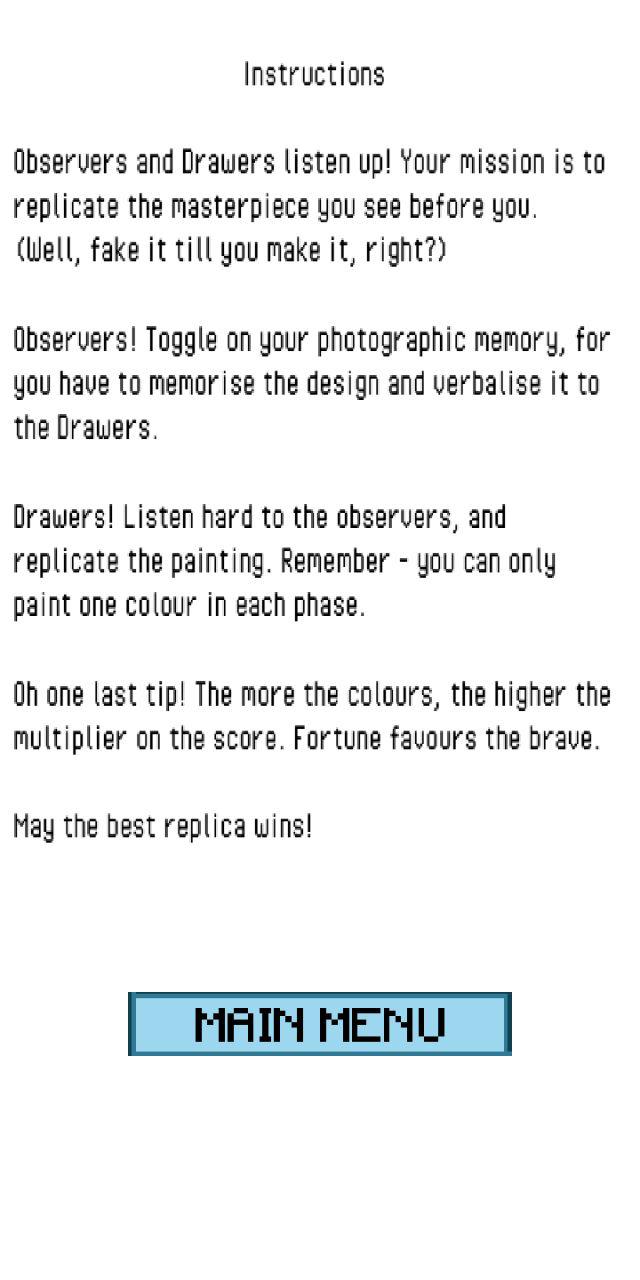 Instructions
Observers and Drawers listen up! Your mission is to
replicate the masterpiece you see before you.
(Well, fake it till you make it, right?)
Observers! Toggle on your photographic memory, for
you have to memorise the design and verbalise it to
the Drawers.
Drawers! Listen hard to the observers, and
replicate the painting. Remember - you can only
paint one colour in each phase.
Oh one last tip! The more the colours, the higher the
multiplier on the score. Fortune favours the brave.
May the best replica wins!
MAIN MENU